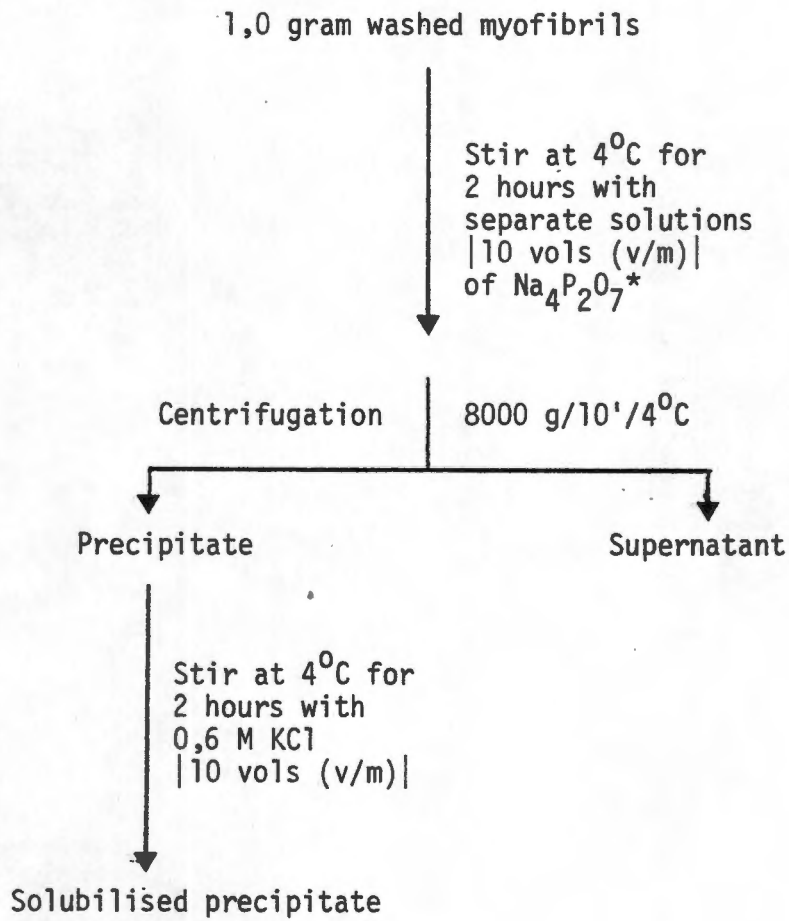 1,0 gram washed myofibrils
Stir at 4°C for
2 hours with
separate solutions
|10 vols (v/m)|
of Na₄P₂O₇*
Centrifugation 8000 g/10'/4°C
Precipitate Supernatant
Stir at 4°C for
2 hours with
0,6 M KCl
|10 vols (v/m)|
Solubilised precipitate